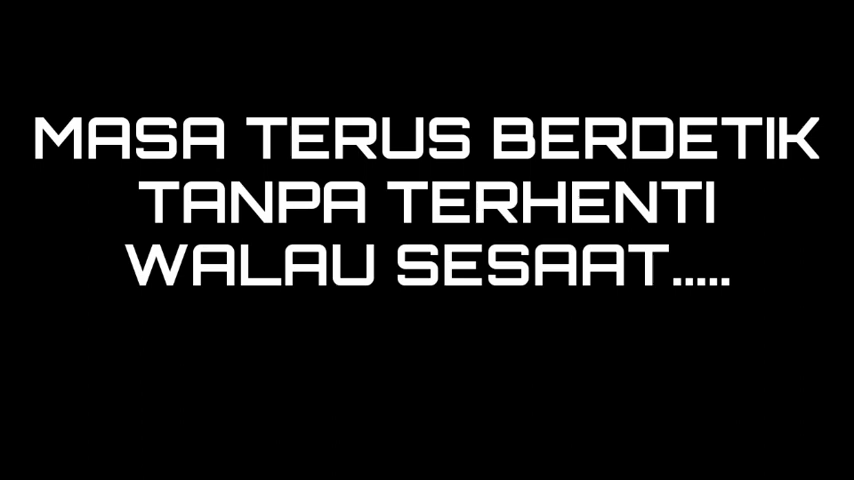 MASA TERUS BERDETIK
TANPA TERHENTI
WALAU SESAAT.....